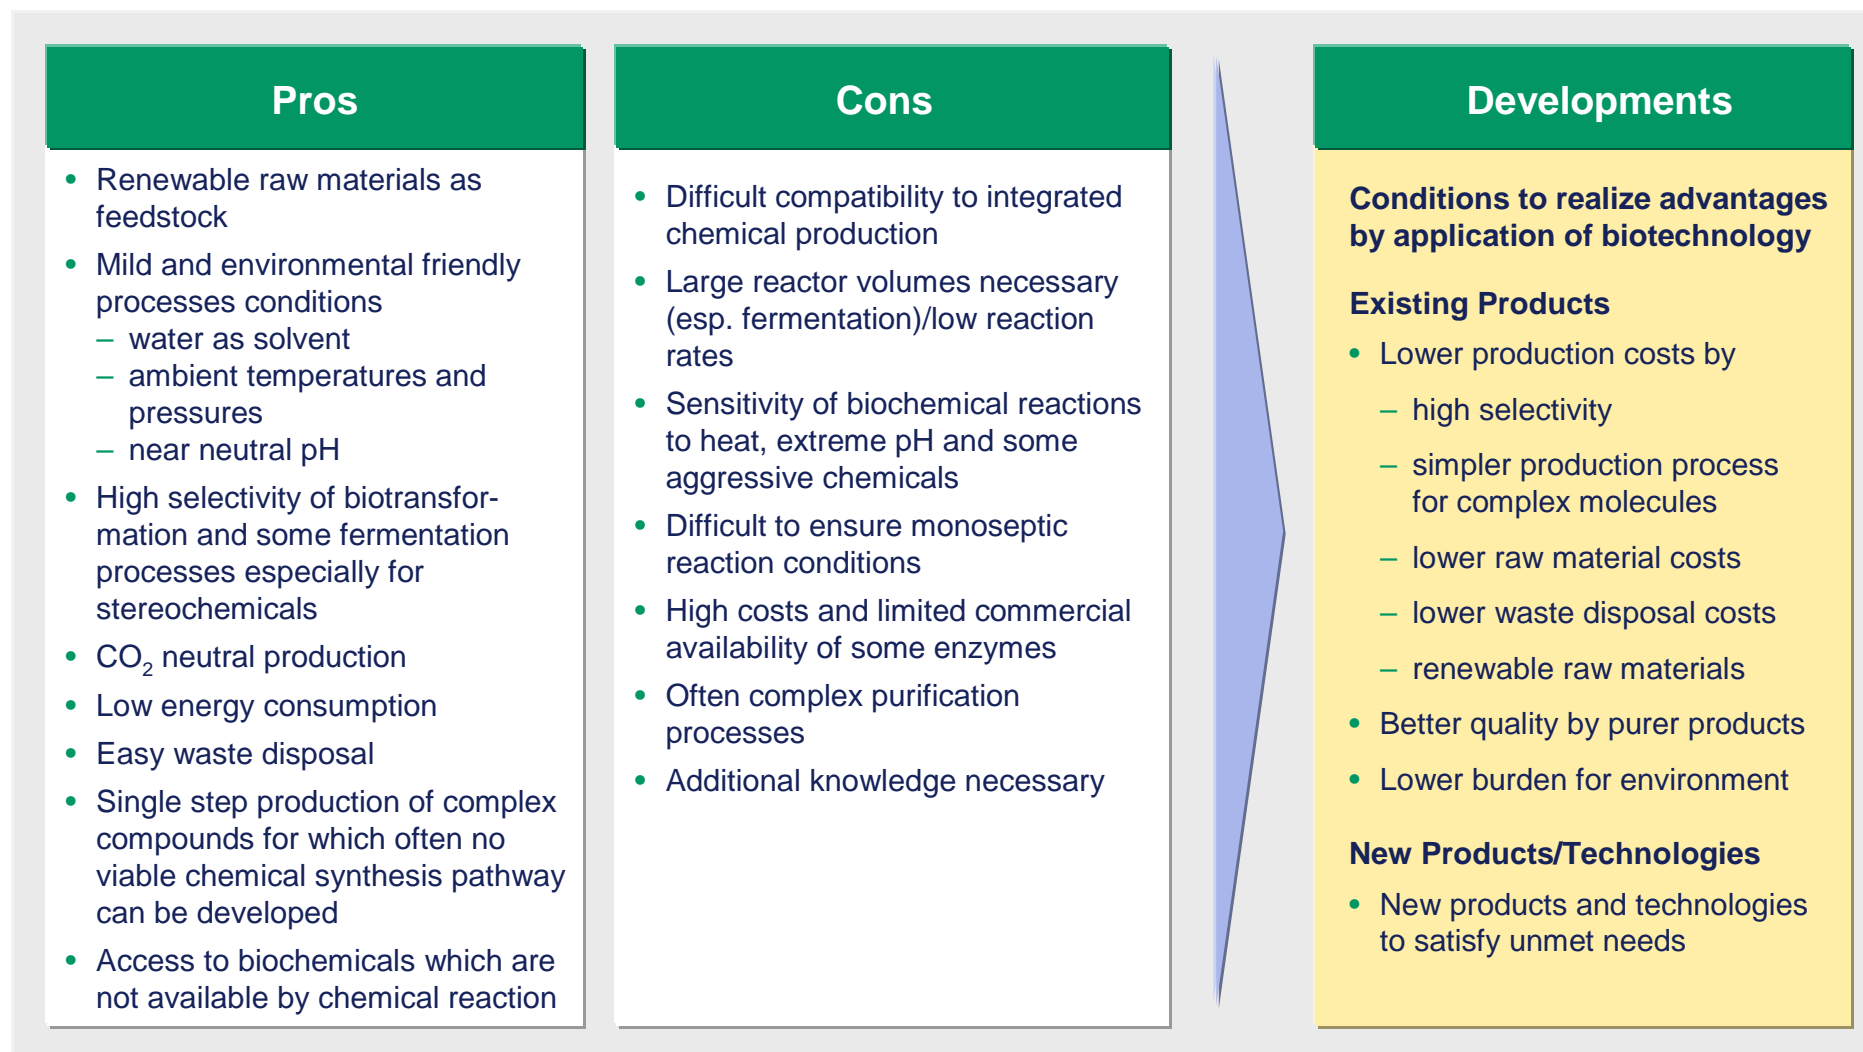 Pros
• Renewable raw materials as
feedstock
• Mild and environmental friendly
processes conditions
– water as solvent
– ambient temperatures and
pressures
– near neutral pH
• High selectivity of biotransfor-
mation and some fermentation
processes especially for
stereochemicals
• CO₂ neutral production
• Low energy consumption
• Easy waste disposal
• Single step production of complex
compounds for which often no
viable chemical synthesis pathway
can be developed
• Access to biochemicals which are
not available by chemical reaction
Cons
• Difficult compatibility to integrated
chemical production
• Large reactor volumes necessary
(esp. fermentation)/low reaction
rates
• Sensitivity of biochemical reactions
to heat, extreme pH and some
aggressive chemicals
• Difficult to ensure monoseptic
reaction conditions
• High costs and limited commercial
availability of some enzymes
• Often complex purification
processes
• Additional knowledge necessary
Developments
Conditions to realize advantages
by application of biotechnology
Existing Products
• Lower production costs by
– high selectivity
– simpler production process
for complex molecules
– lower raw material costs
– lower waste disposal costs
– renewable raw materials
• Better quality by purer products
• Lower burden for environment
New Products/Technologies
• New products and technologies
to satisfy unmet needs